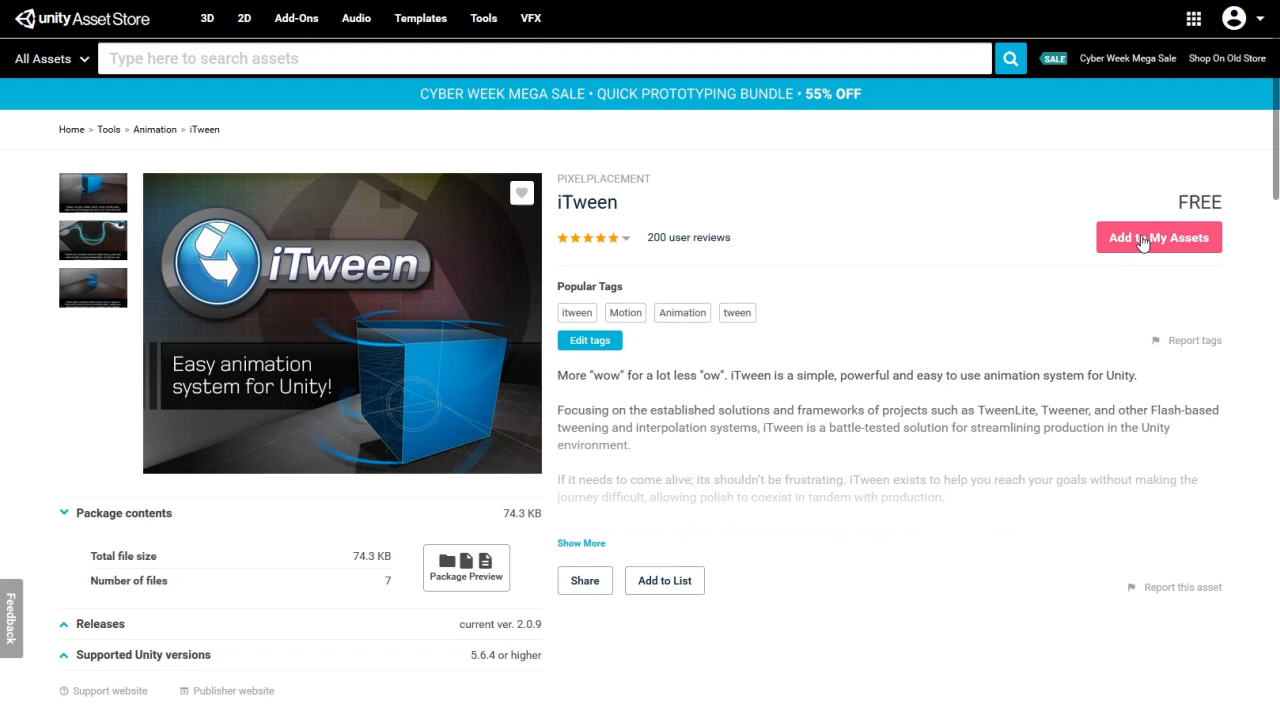 unity Asset Store
3D
2D
Add-Ons
Audio
Templates
Tools
VFX
All Assets
Type here to search assets
SALE
Cyber Week Mega Sale
Shop On Old Store
CYBER WEEK MEGA SALE • QUICK PROTOTYPING BUNDLE • 55% OFF
Home > Tools > Animation > iTween
iTween
Easy animation
system for Unity!
PIXELPLACEMENT
iTween
FREE
200 user reviews
Add to My Assets
Popular Tags
itween
Motion
Animation
tween
Edit tags
Report tags
More "wow" for a lot less "ow". iTween is a simple, powerful and easy to use animation system for Unity.
Focusing on the established solutions and frameworks of projects such as TweenLite, Tweener, and other Flash-based
tweening and interpolation systems, iTween is a battle-tested solution for streamlining production in the Unity
environment.
If it needs to come alive; its shouldn't be frustrating. iTween exists to help you reach your goals without making the
journey difficult, allowing polish to coexist in tandem with production.
Show More
Share
Add to List
Report this asset
Package contents
74.3 KB
Total file size
74.3 KB
Number of files
7
Package Preview
Releases
current ver. 2.0.9
Supported Unity versions
5.6.4 or higher
Support website
Publisher website
Feedback